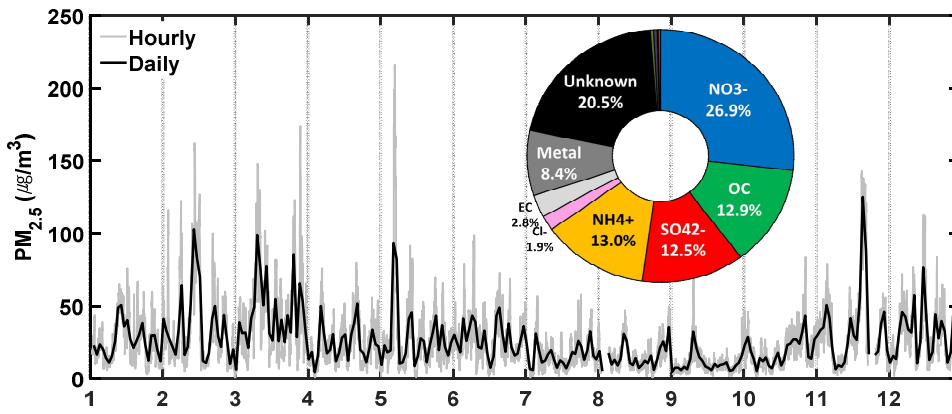 250
200
150
100
50
0
PM2.5 (㎍/m3)
Hourly
Daily
Unknown
20.5%
NO3-
26.9%
Metal
8.4%
OC
12.9%
EC
2.8%
Cl-
1.9%
NH4+
13.0%
SO42-
12.5%
1 2 3 4 5 6 7 8 9 10 11 12